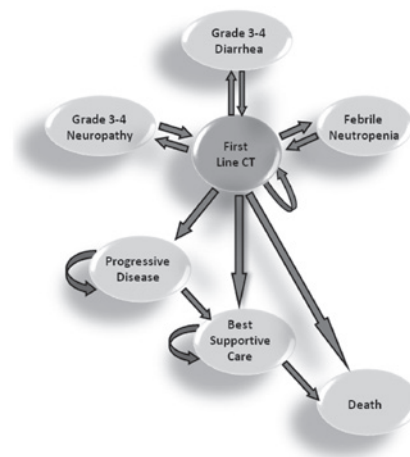 Grade 3-4
Diarrhea
Grade 3-4
Neuropathy
First
Line CT
Febrile
Neutropenia
Progressive
Disease
Best
Supportive
Care
Death